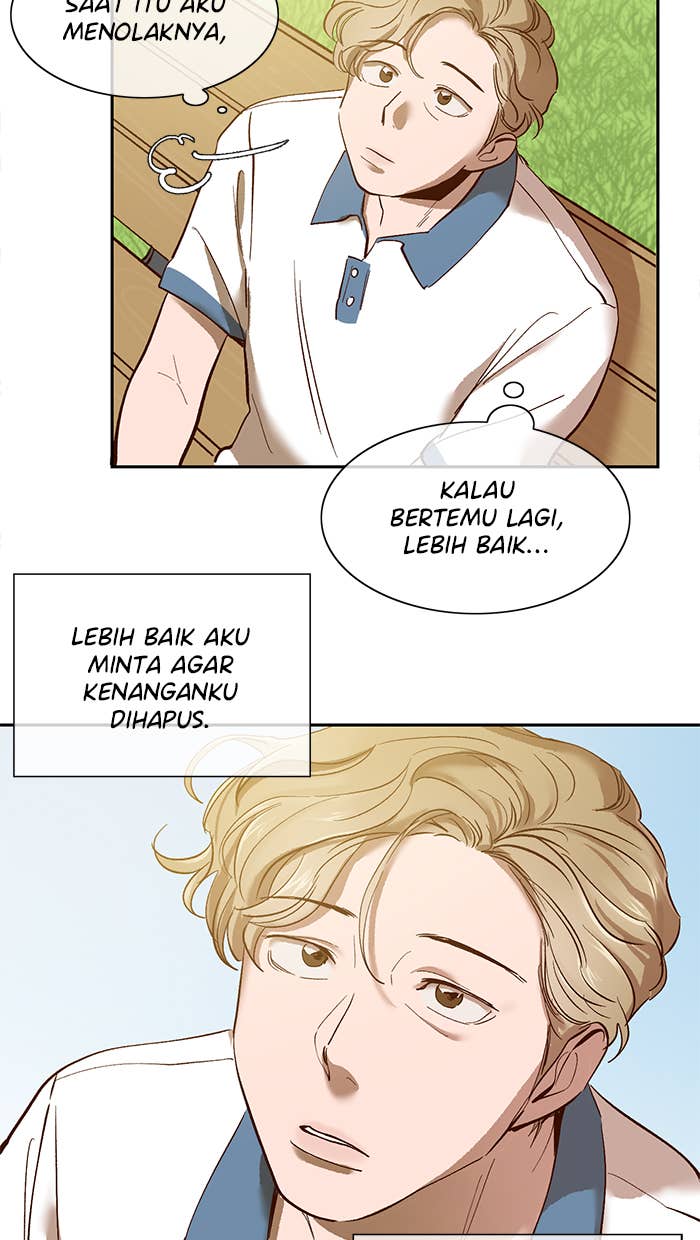 SAAT ITU AKU
MENOLAKNYA,
KALAU
BERTEMU LAGI,
LEBIH BAIK...
LEBIH BAIK AKU
MINTA AGAR
KENANGANKU
DIHAPUS.